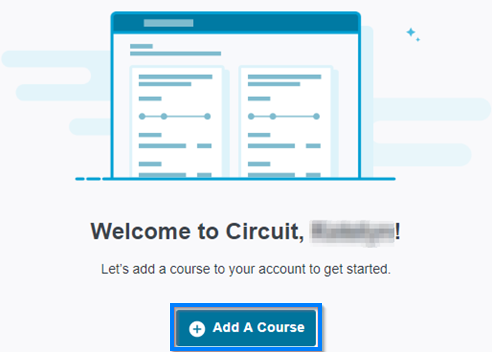 Welcome to Circuit, !
Let's add a course to your account to get started.
Add A Course